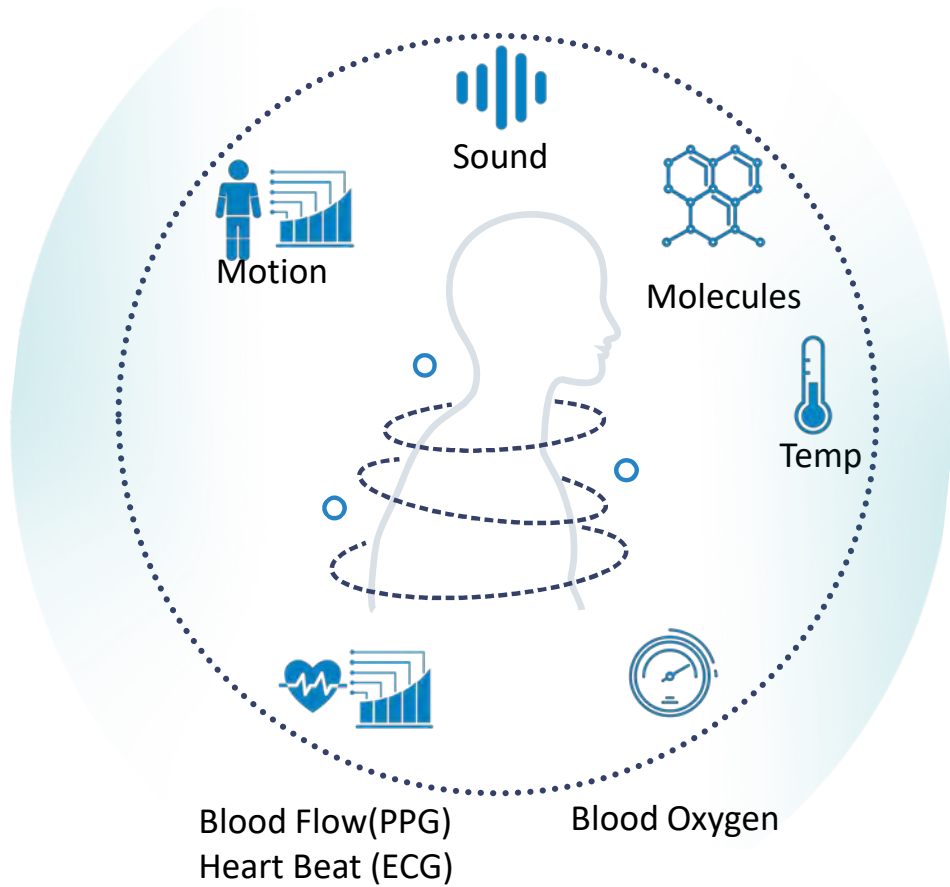 Sound
Motion
Molecules
Temp
Blood Flow(PPG)
Heart Beat (ECG)
Blood Oxygen